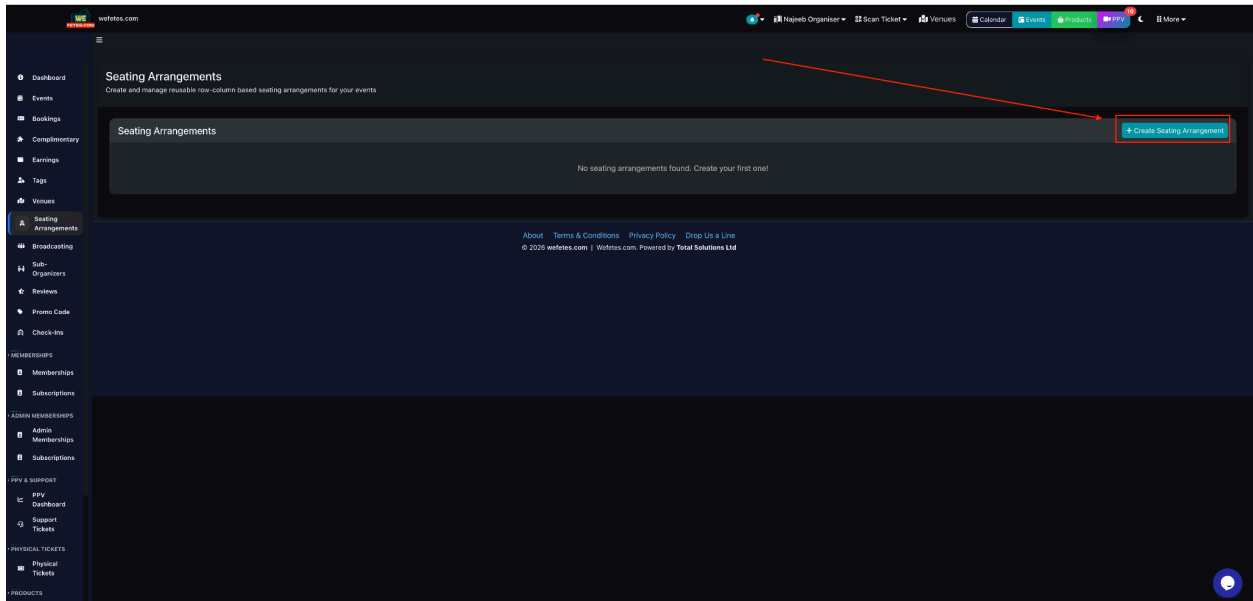 WE
FETES.COM
wefetes.com
Najeeb Organiser
Scan Ticket
Venues
Calendar
Events
Products
PPV
10
More
Dashboard
Events
Bookings
Complimentary
Earnings
Tags
Venues
Seating
Arrangements
Broadcasting
Sub-
Organizers
Reviews
Promo Code
Check-Ins
MEMBERSHIPS
Memberships
Subscriptions
ADMIN MEMBERSHIPS
Admin
Memberships
Subscriptions
PPV & SUPPORT
PPV
Dashboard
Support
Tickets
PHYSICAL TICKETS
Physical
Tickets
PRODUCTS
Seating Arrangements
Create and manage reusable row-column based seating arrangements for your events
Seating Arrangements
+ Create Seating Arrangement
No seating arrangements found. Create your first one!
About Terms & Conditions Privacy Policy Drop Us a Line
© 2026 wefetes.com | Wefetes.com. Powered by Total Solutions Ltd